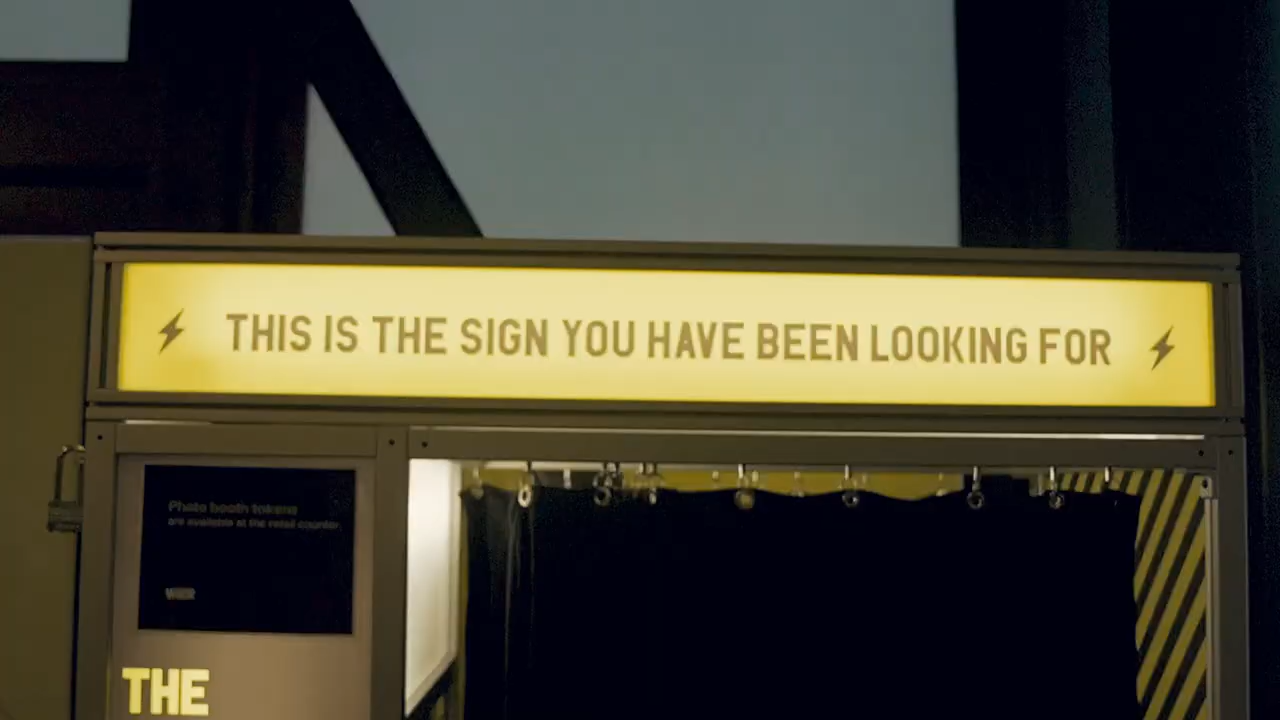 THIS IS THE SIGN YOU HAVE BEEN LOOKING FOR
Photo booth tokens
are available at the retail counter.
THE